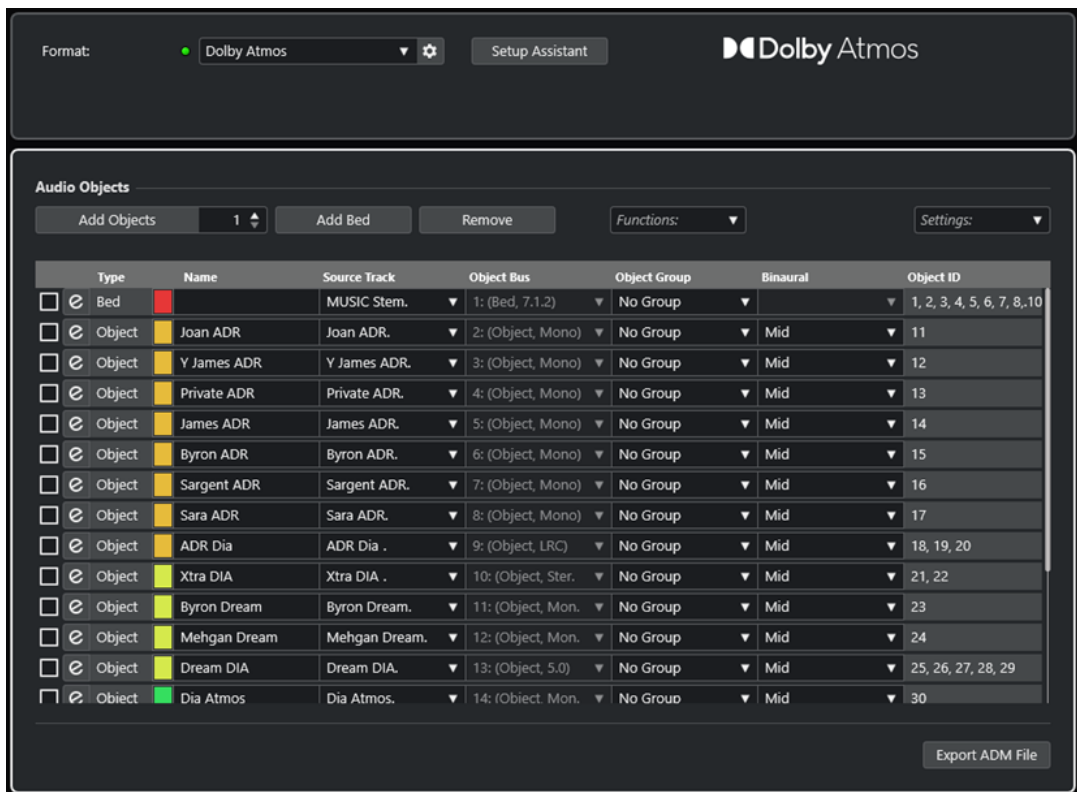 Format: Dolby Atmos Setup Assistant Dolby Atmos
Audio Objects
Add Objects 1 Add Bed Remove Functions: Settings:
Type Name Source Track Object Bus Object Group Binaural Object ID
Bed MUSIC Stem. 1: (Bed, 7.1.2) No Group 1, 2, 3, 4, 5, 6, 7, 8,.10
Object Joan ADR Joan ADR. 2: (Object, Mono) No Group Mid 11
Object Y James ADR Y James ADR. 3: (Object, Mono) No Group Mid 12
Object Private ADR Private ADR. 4: (Object, Mono) No Group Mid 13
Object James ADR James ADR. 5: (Object, Mono) No Group Mid 14
Object Byron ADR Byron ADR. 6: (Object, Mono) No Group Mid 15
Object Sargent ADR Sargent ADR. 7: (Object, Mono) No Group Mid 16
Object Sara ADR Sara ADR. 8: (Object, Mono) No Group Mid 17
Object ADR Dia ADR Dia . 9: (Object, LRC) No Group Mid 18, 19, 20
Object Xtra DIA Xtra DIA . 10: (Object, Ster. No Group Mid 21, 22
Object Byron Dream Byron Dream. 11: (Object, Mon. No Group Mid 23
Object Mehgan Dream Mehgan Dream. 12: (Object, Mon. No Group Mid 24
Object Dream DIA Dream DIA. 13: (Object, 5.0) No Group Mid 25, 26, 27, 28, 29
Object Dia Atmos Dia Atmos. 14: (Object, Mon. No Group Mid 30
Export ADM File